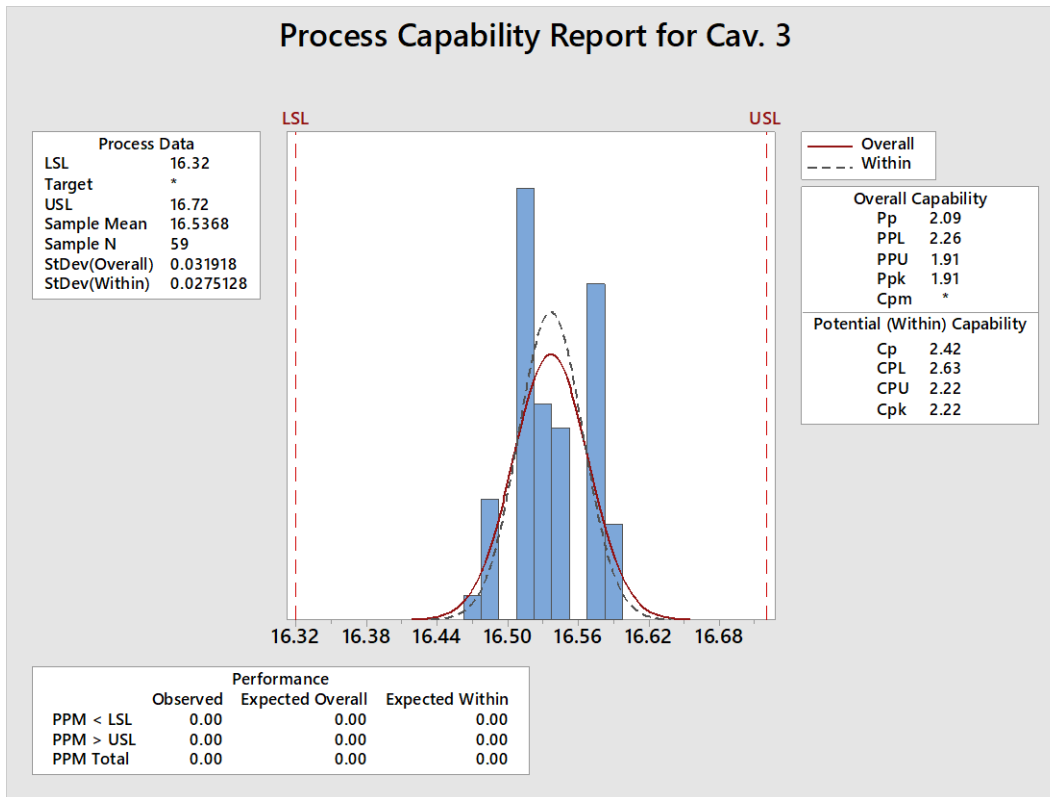 Process Capability Report for Cav. 3
LSL USL
Process Data
LSL 16.32
Target *
USL 16.72
Sample Mean 16.5368
Sample N 59
StDev(Overall) 0.031918
StDev(Within) 0.0275128
Overall
Within
Overall Capability
Pp 2.09
PPL 2.26
PPU 1.91
Ppk 1.91
Cpm *
Potential (Within) Capability
Cp 2.42
CPL 2.63
CPU 2.22
Cpk 2.22
16.32 16.38 16.44 16.50 16.56 16.62 16.68
Performance
Observed Expected Overall Expected Within
PPM < LSL 0.00 0.00 0.00
PPM > USL 0.00 0.00 0.00
PPM Total 0.00 0.00 0.00